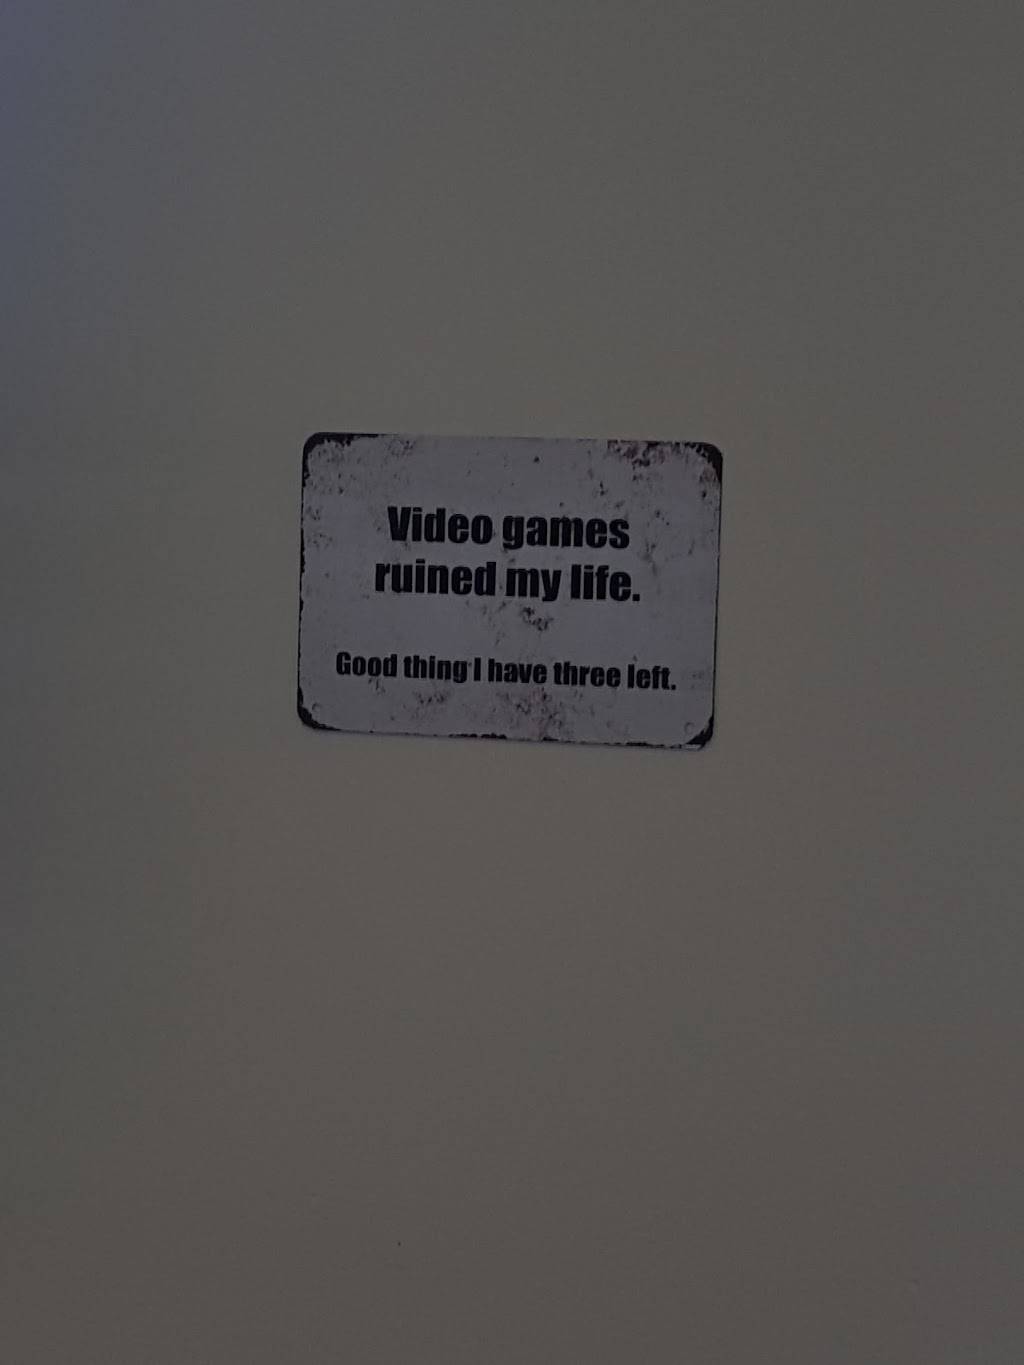 Video games
ruined my life.
Good thing I have three left.